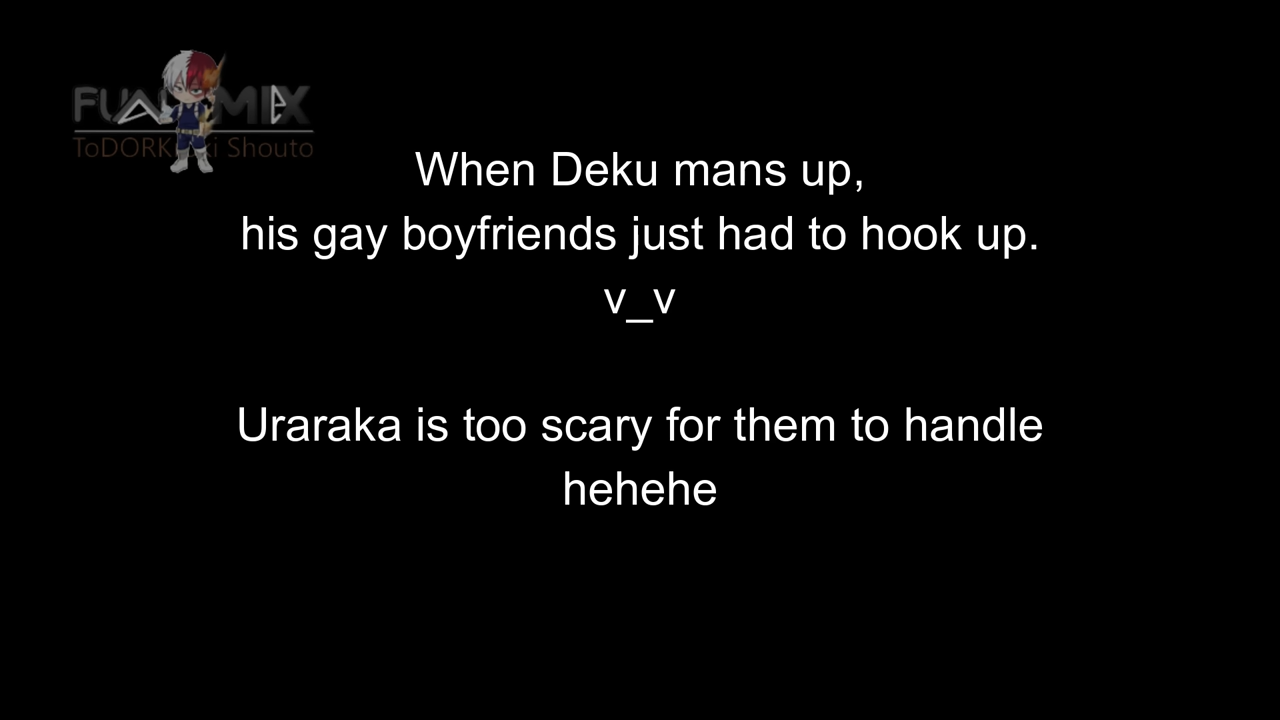 When Deku mans up,
his gay boyfriends just had to hook up.
v_v
Uraraka is too scary for them to handle
hehehe
Shouto